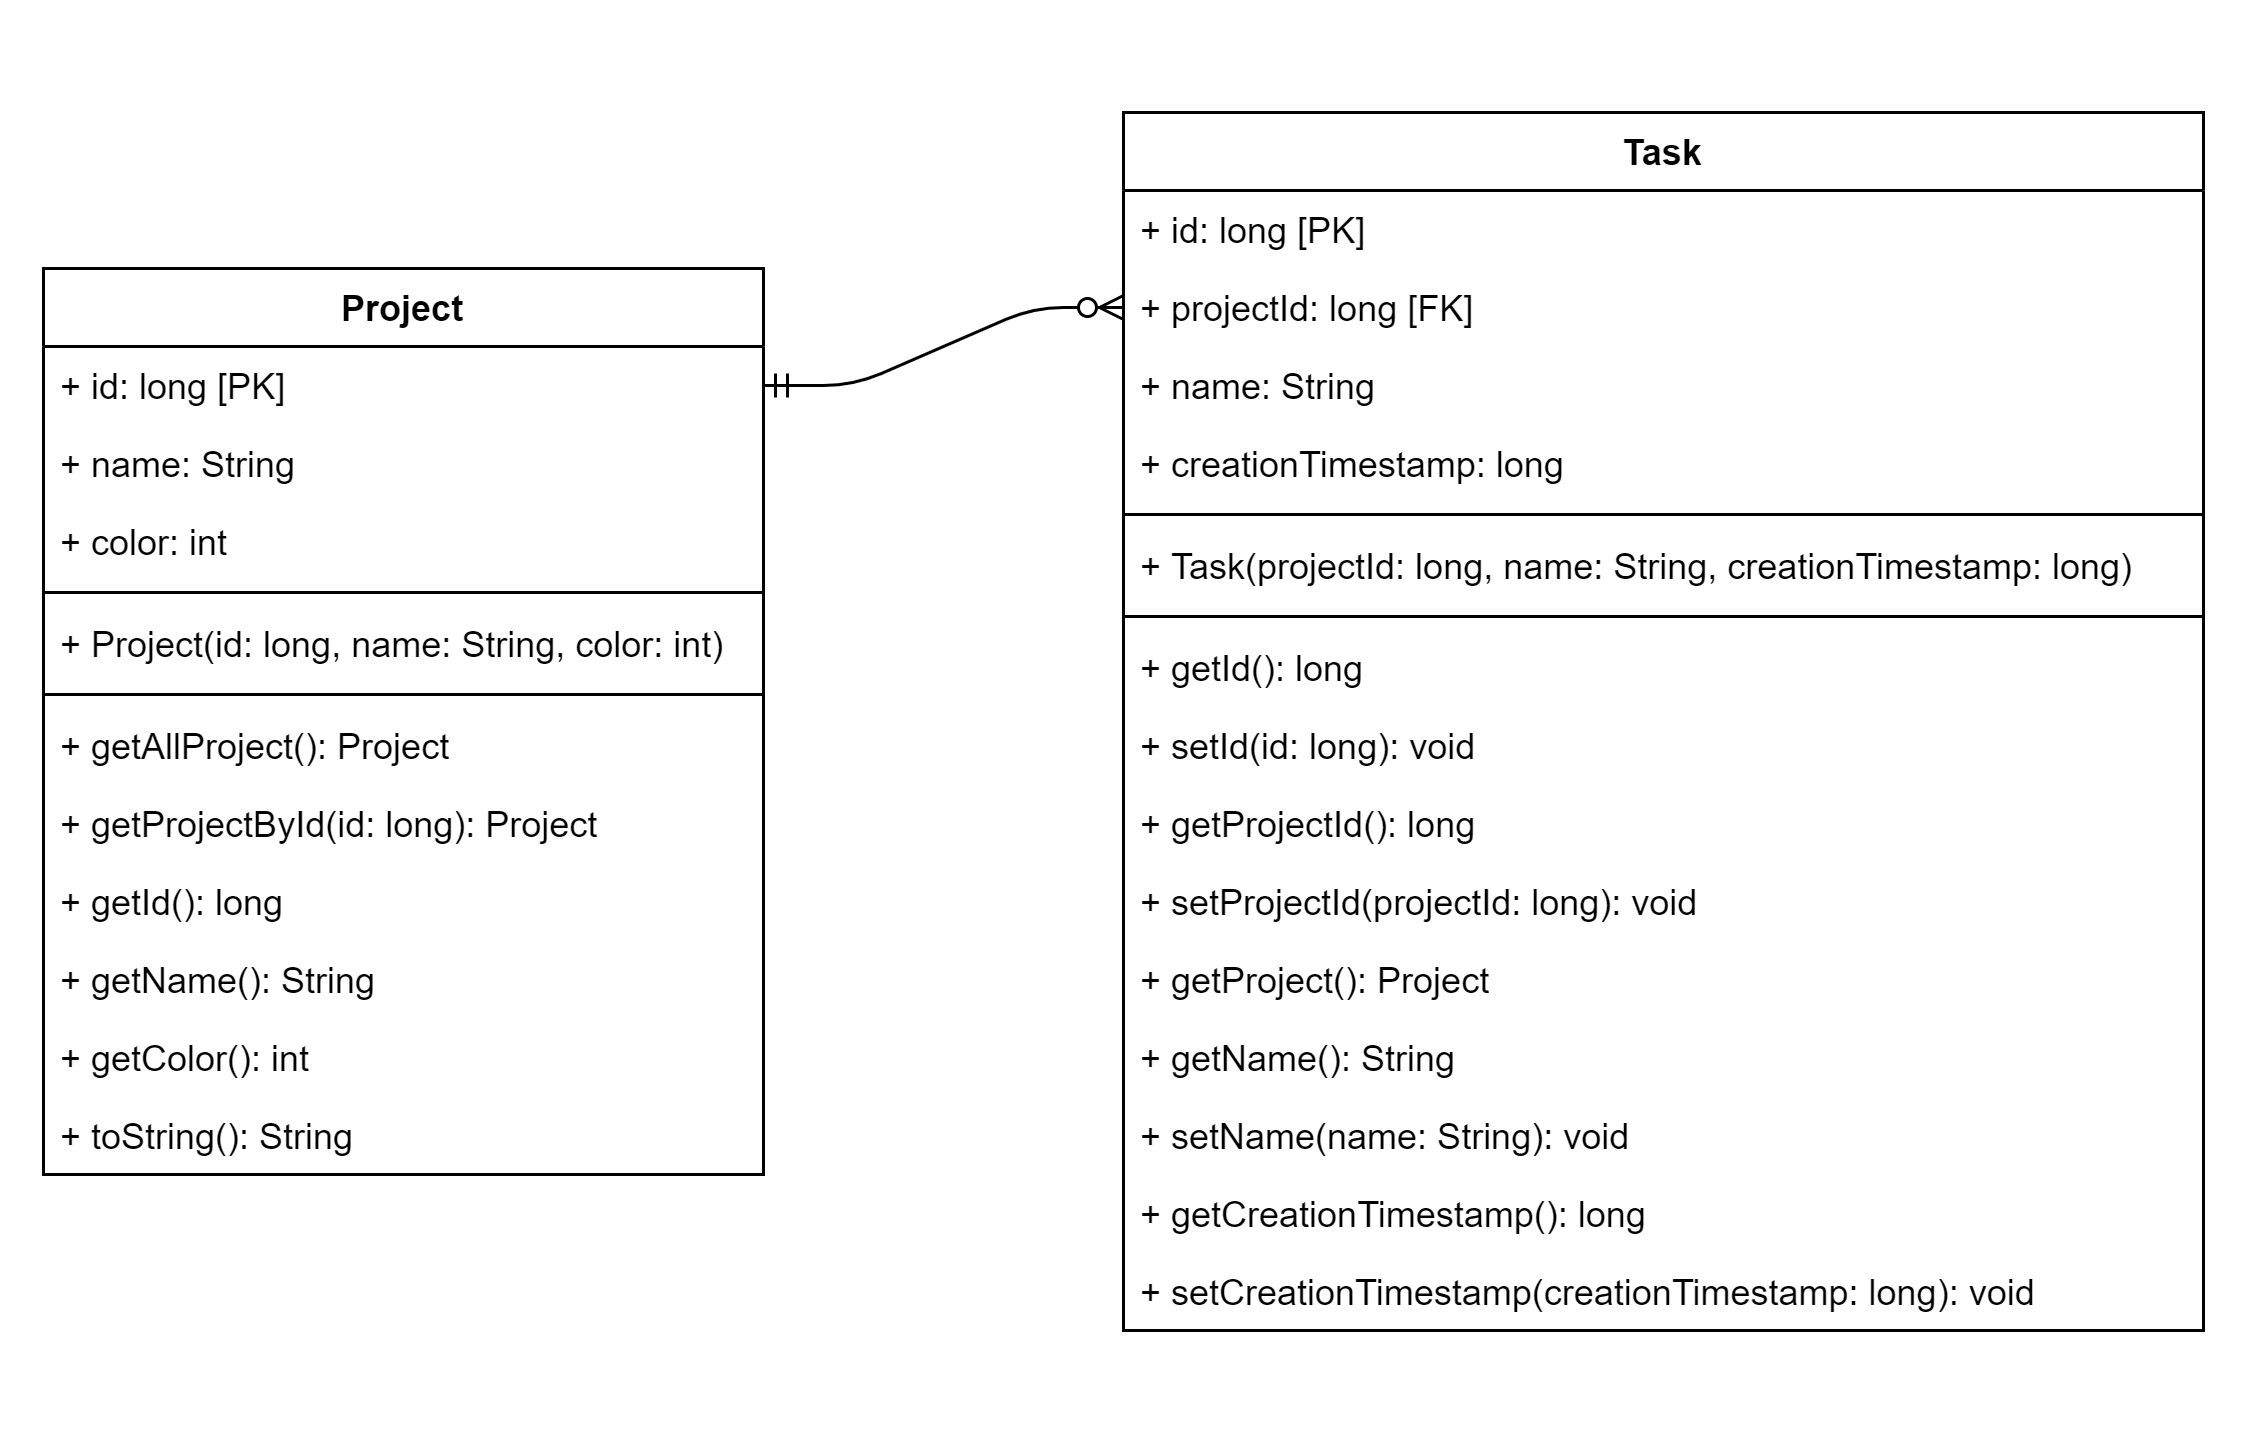 Project
+ id: long [PK]
+ name: String
+ color: int
+ Project(id: long, name: String, color: int)
+ getAllProject(): Project
+ getProjectById(id: long): Project
+ getId(): long
+ getName(): String
+ getColor(): int
+ toString(): String
Task
+ id: long [PK]
+ projectId: long [FK]
+ name: String
+ creationTimestamp: long
+ Task(projectId: long, name: String, creationTimestamp: long)
+ getId(): long
+ setId(id: long): void
+ getProjectId(): long
+ setProjectId(projectId: long): void
+ getProject(): Project
+ getName(): String
+ setName(name: String): void
+ getCreationTimestamp(): long
+ setCreationTimestamp(creationTimestamp: long): void